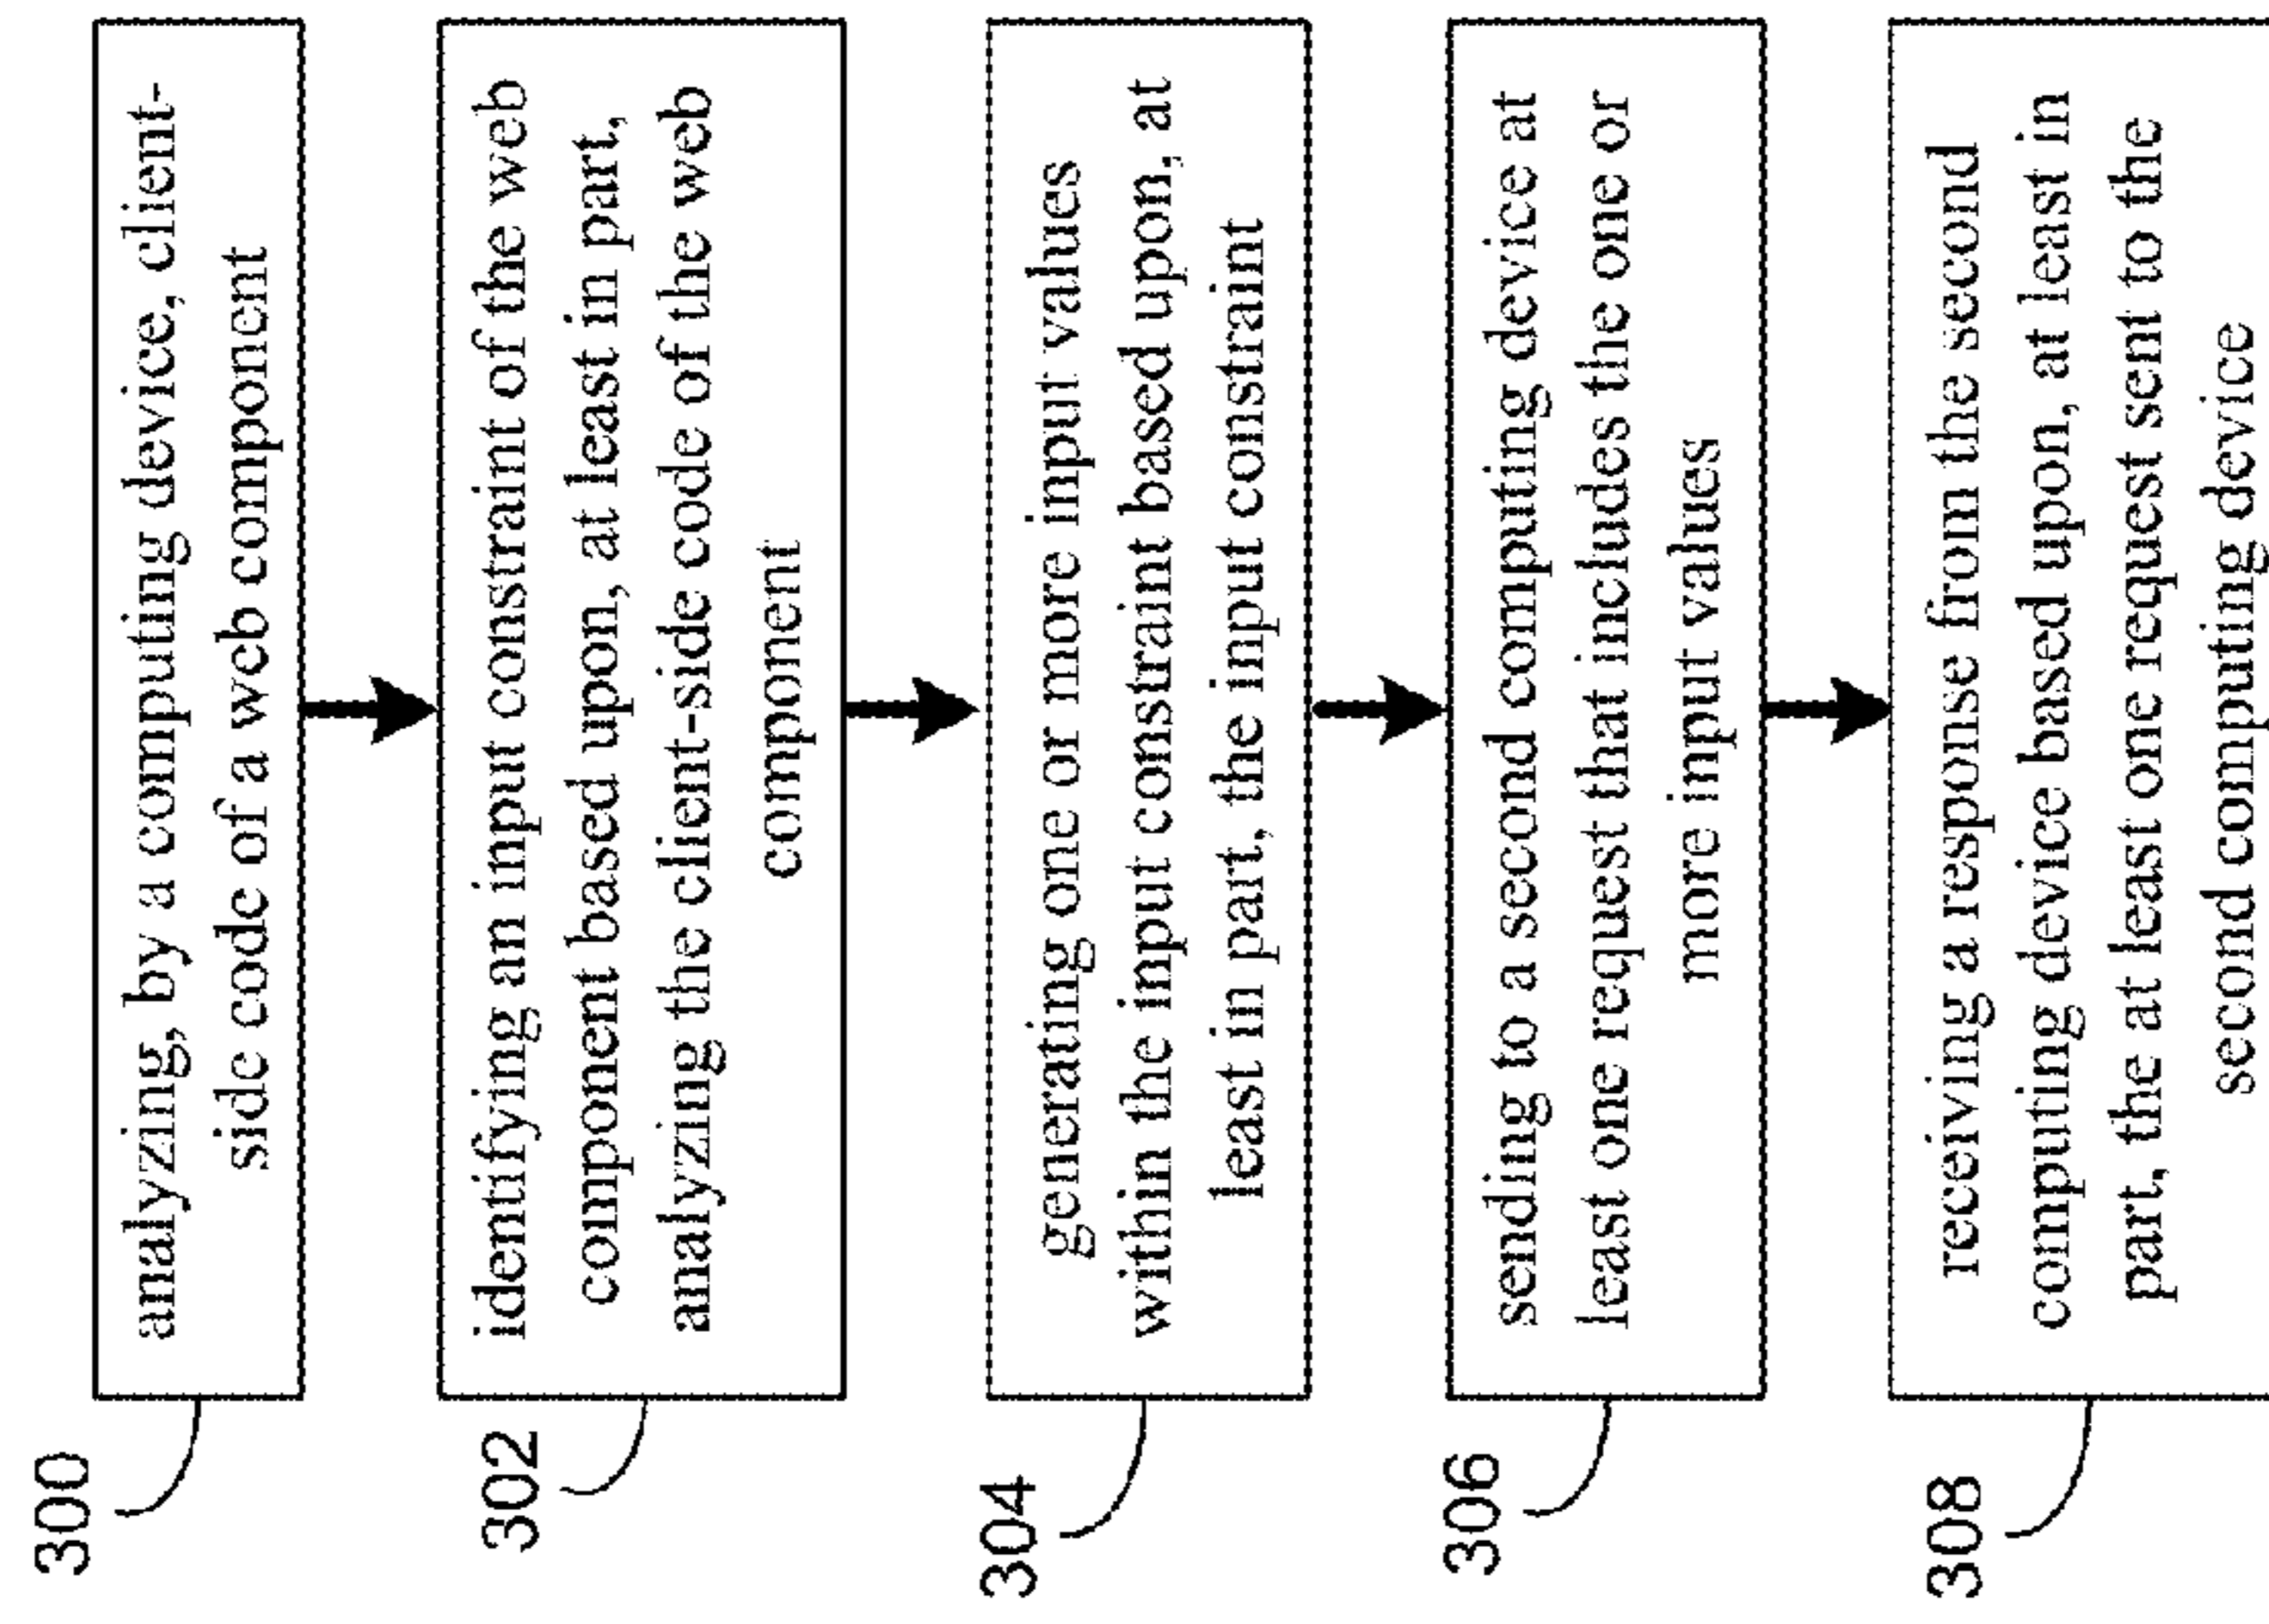 300
analyzing, by a computing device, client-
side code of a web component
302
identifying an input constraint of the web
component based upon, at least in part,
analyzing the client-side code of the web
component
304
generating one or more input values
within the input constraint based upon, at
least in part, the input constraint
306
sending to a second computing device at
least one request that includes the one or
more input values
308
receiving a response from the second
computing device based upon, at least in
part, the at least one request sent to the
second computing device